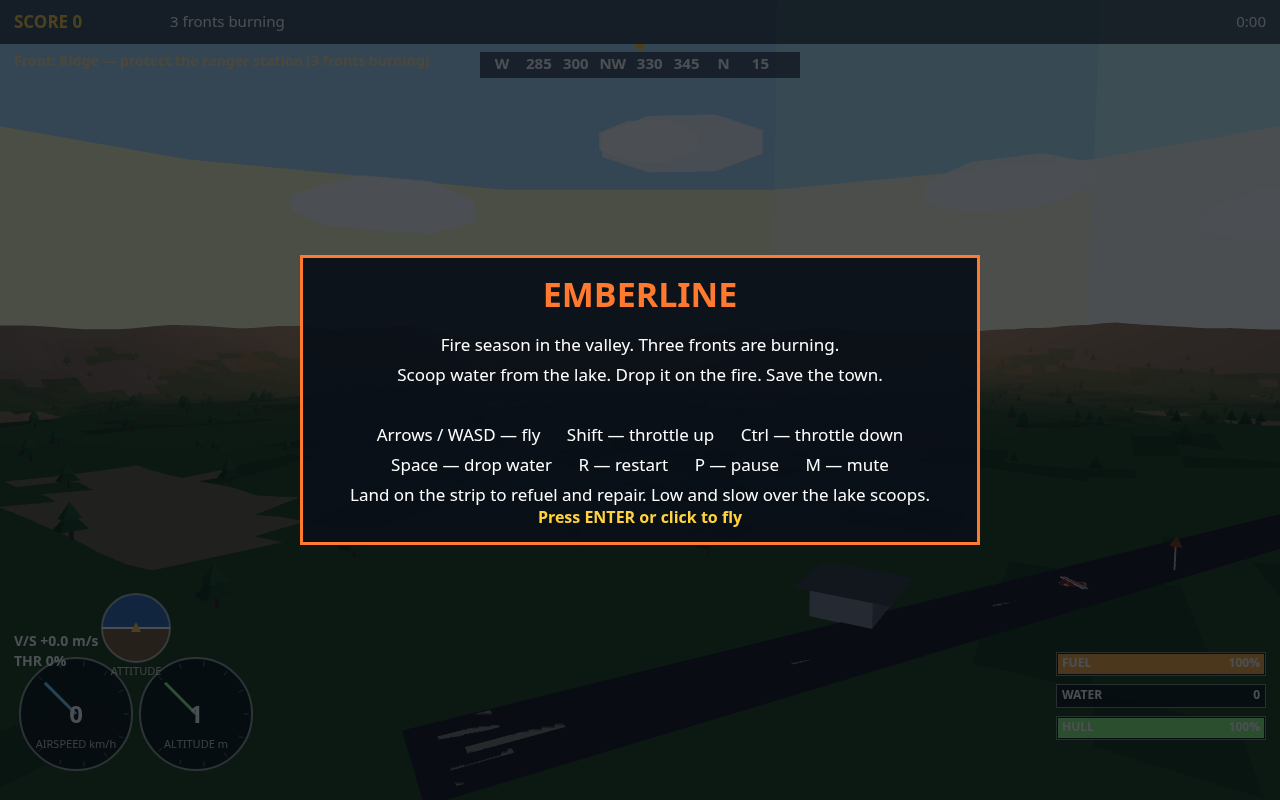 SCORE 0
3 fronts burning
0:00
Front: Ridge — protect the ranger station (3 fronts burning)
W 285 300 NW 330 345 N 15
EMBERLINE
Fire season in the valley. Three fronts are burning.
Scoop water from the lake. Drop it on the fire. Save the town.
Arrows / WASD — fly Shift — throttle up Ctrl — throttle down
Space — drop water R — restart P — pause M — mute
Land on the strip to refuel and repair. Low and slow over the lake scoops.
Press ENTER or click to fly
V/S +0.0 m/s
THR 0%
ATTITUDE
0
AIRSPEED km/h
1
ALTITUDE m
FUEL 100%
WATER 0
HULL 100%